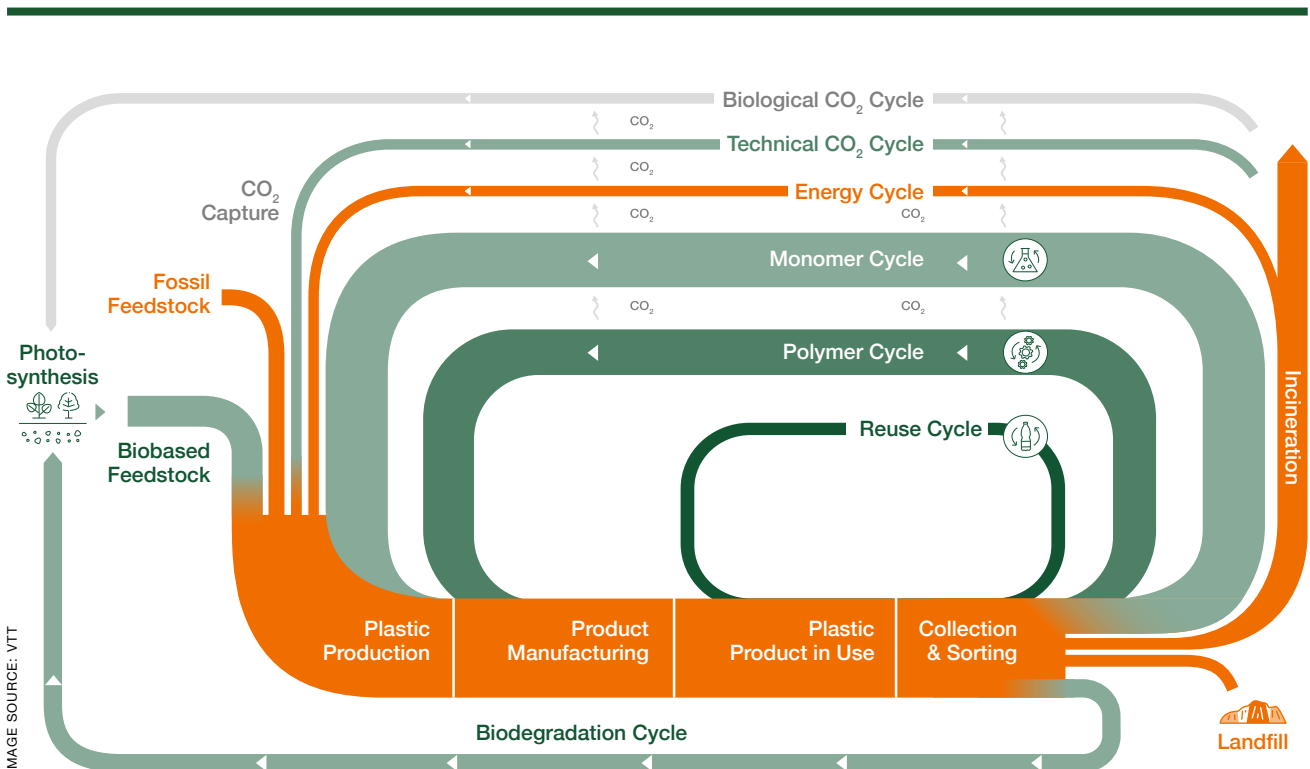 Biological CO₂ Cycle
CO₂
Technical CO₂ Cycle
CO₂
CO₂
Capture
Energy Cycle
CO₂
CO₂
Monomer Cycle
Fossil
Feedstock
CO₂
CO₂
Polymer Cycle
Photo-
synthesis
Incineration
Reuse Cycle
Biobased
Feedstock
Plastic
Production
Product
Manufacturing
Plastic
Product in Use
Collection
& Sorting
Landfill
Biodegradation Cycle
MAGE SOURCE: VTT